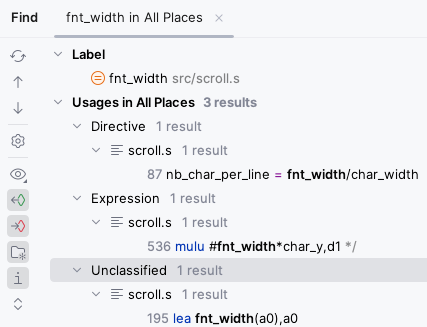 Find fnt_width in All Places
Label
fnt_width src/scroll.s
Usages in All Places 3 results
Directive 1 result
scroll.s 1 result
87 nb_char_per_line = fnt_width/char_width
Expression 1 result
scroll.s 1 result
536 mulu #fnt_width*char_y,d1 */
Unclassified 1 result
scroll.s 1 result
195 lea fnt_width(a0),a0